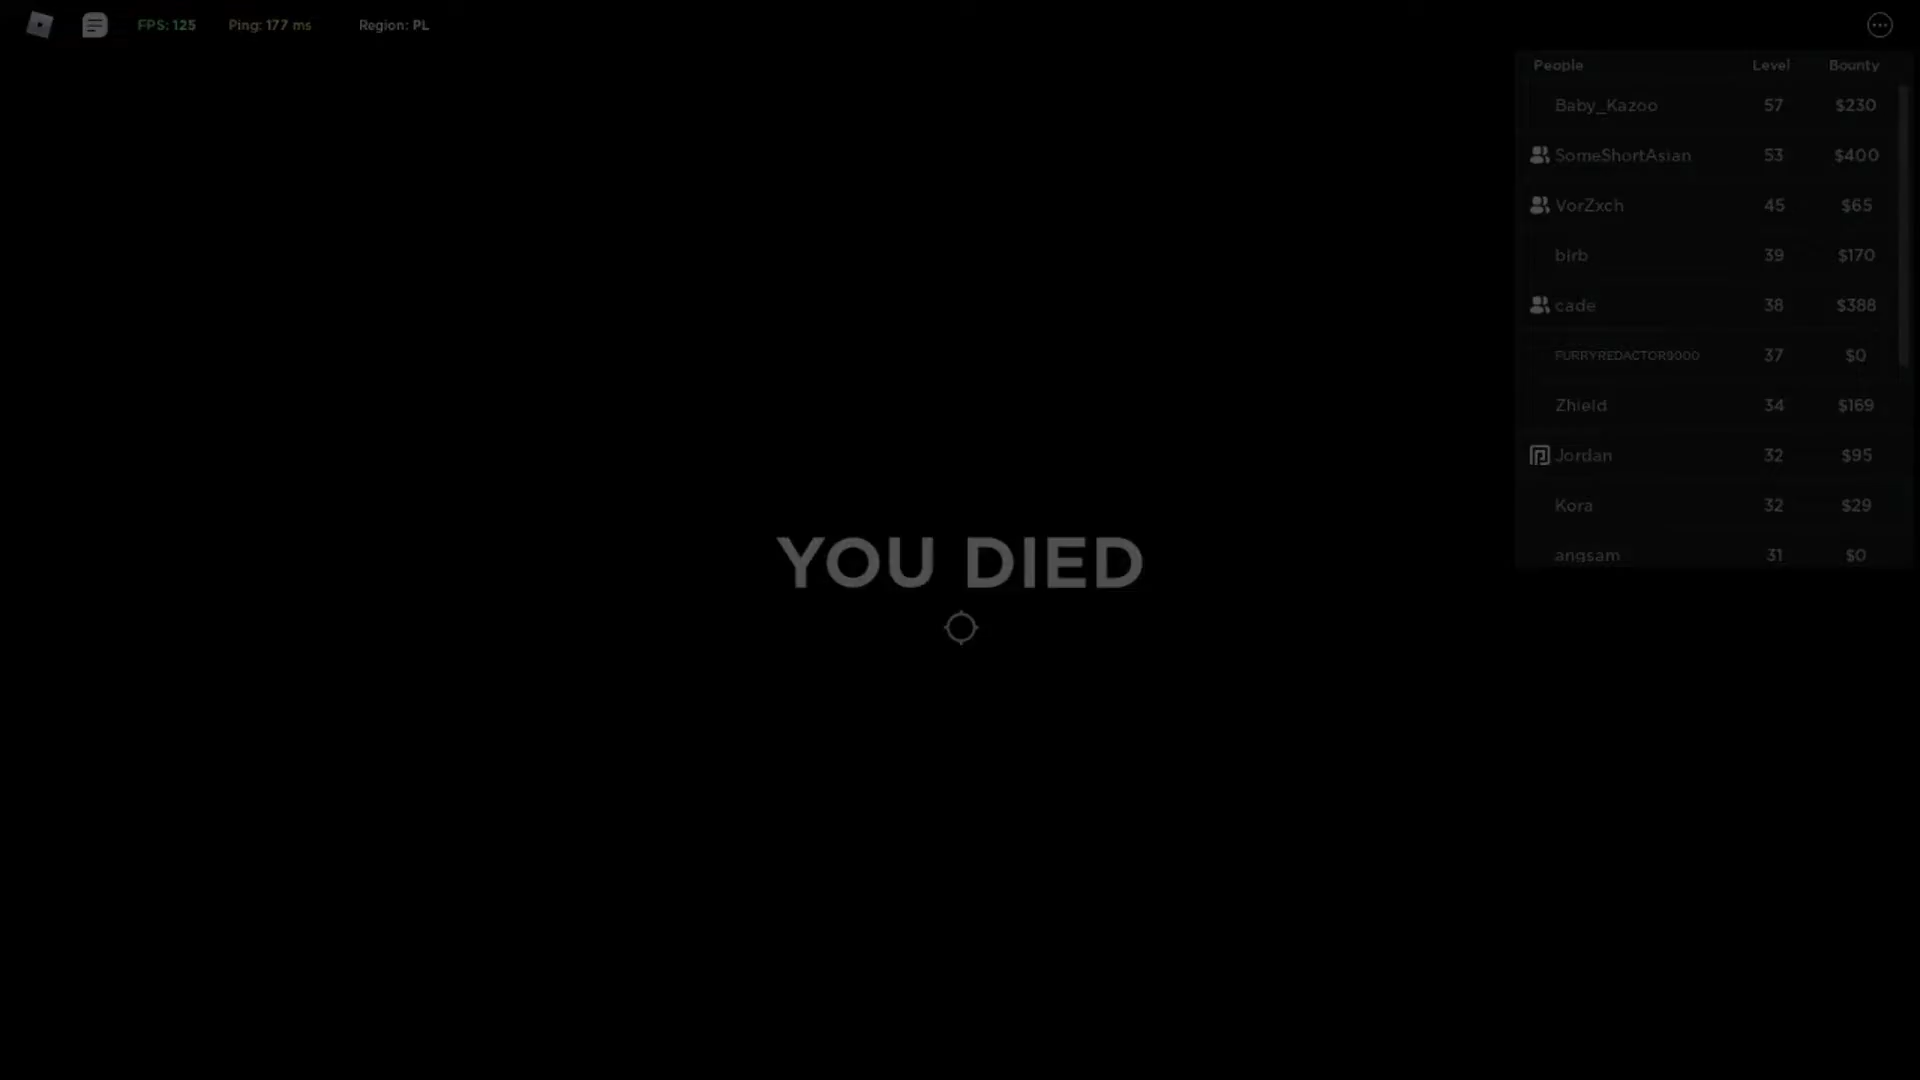 FPS: 125 Ping: 177 ms Region: PL
People Level Bounty
Baby_Kazoo 57 $230
SomeShortAsian 53 $400
VorZxch 45 $65
birb 39 $170
cade 38 $388
FURRYREDACTOR9000 37 $0
Zhield 34 $169
Jordan 32 $95
Kora 32 $29
angsam 31 $0
YOU DIED